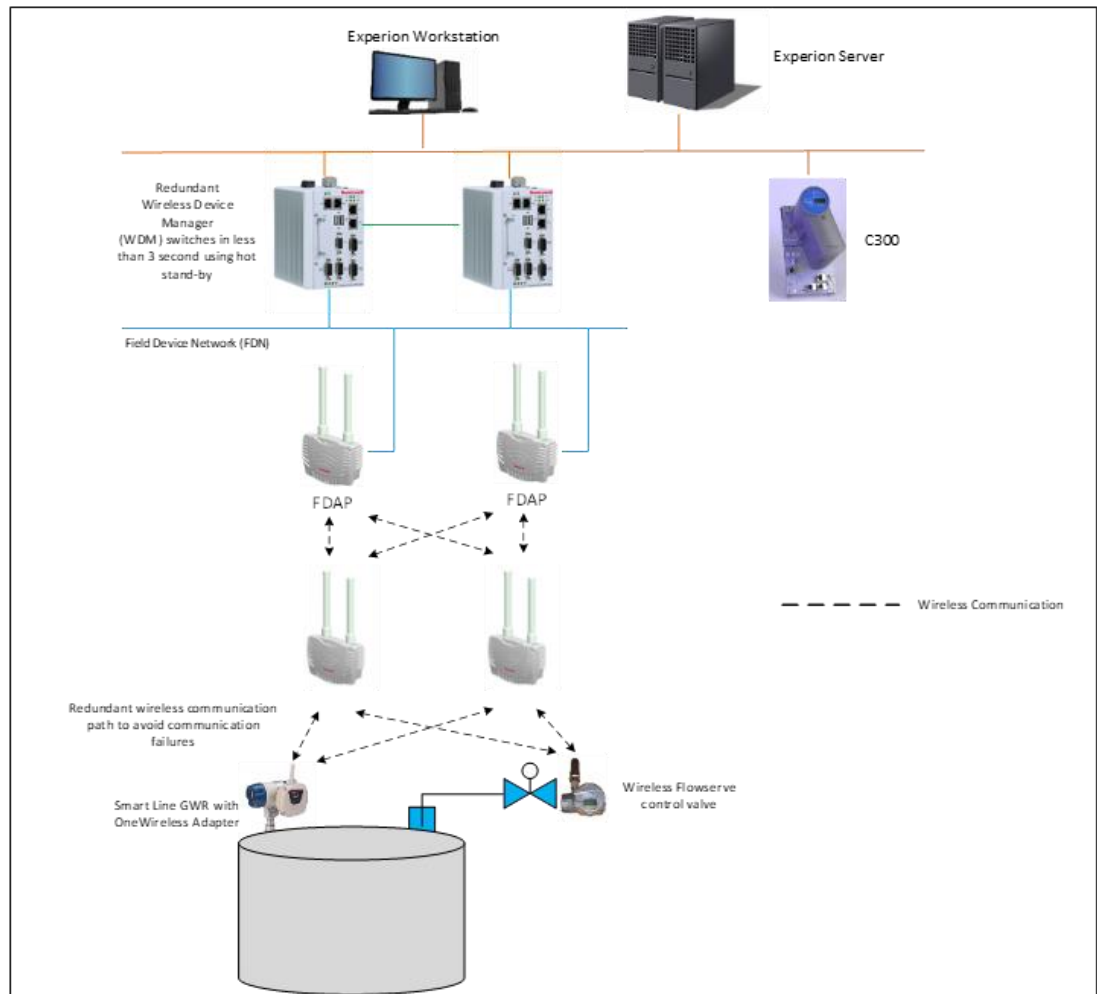 Experion Workstation
Experion Server
Redundant
Wireless Device
Manager
(WDM) switches in less
than 3 second using hot
stand-by
C300
Field Device Network (FDN)
FDAP
FDAP
Wireless Communication
Redundant wireless communication
path to avoid communication
failures
Smart Line GWR with
OneWireless Adapter
Wireless Flowserve
control valve